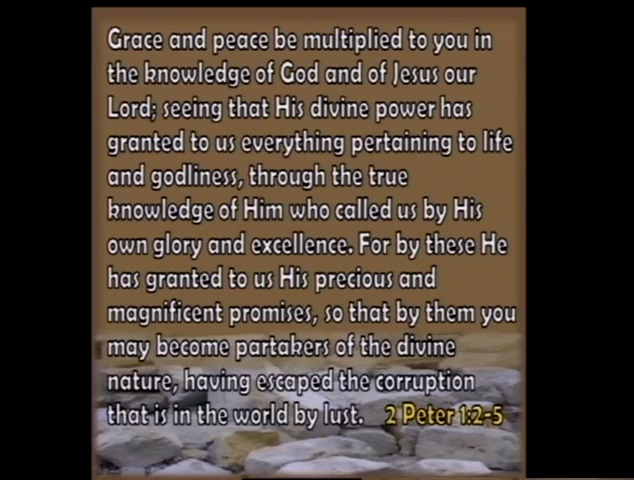 Grace and peace be multiplied to you in
the knowledge of God and of Jesus our
Lord; seeing that His divine power has
granted to us everything pertaining to life
and godliness, through the true
knowledge of Him who called us by His
own glory and excellence. For by these He
has granted to us His precious and
magnificent promises, so that by them you
may become partakers of the divine
nature, having escaped the corruption
that is in the world by lust. 2 Peter 1:2-5